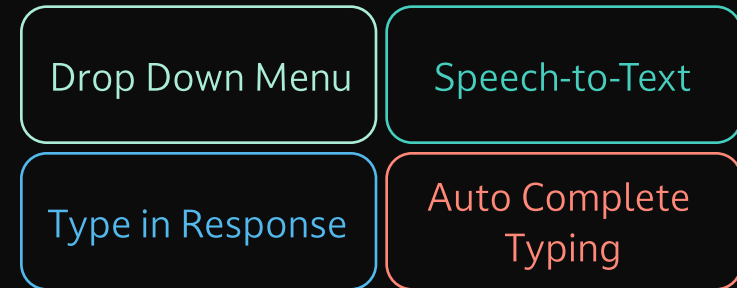 Drop Down Menu
Speech-to-Text
Type in Response
Auto Complete
Typing